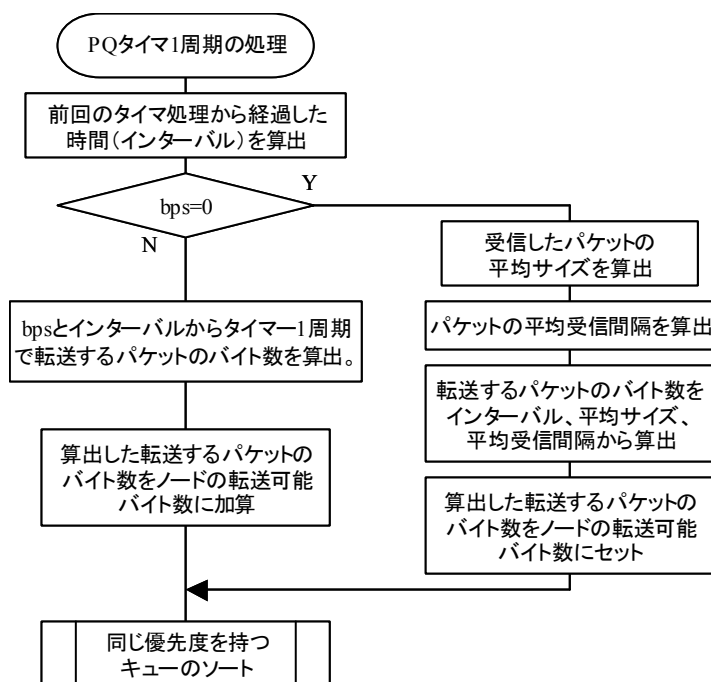 PQタイマ1周期の処理
前回のタイマ処理から経過した
時間(インターバル)を算出
Y
bps=0
N
bpsとインターバルからタイマー1周期
で転送するパケットのバイト数を算出。
算出した転送するパケットの
バイト数をノードの転送可能
バイト数に加算
受信したパケットの
平均サイズを算出
パケットの平均受信間隔を算出
転送するパケットのバイト数を
インターバル、平均サイズ、
平均受信間隔から算出
算出した転送するパケットの
バイト数をノードの転送可能
バイト数にセット
同じ優先度を持つ
キューのソート